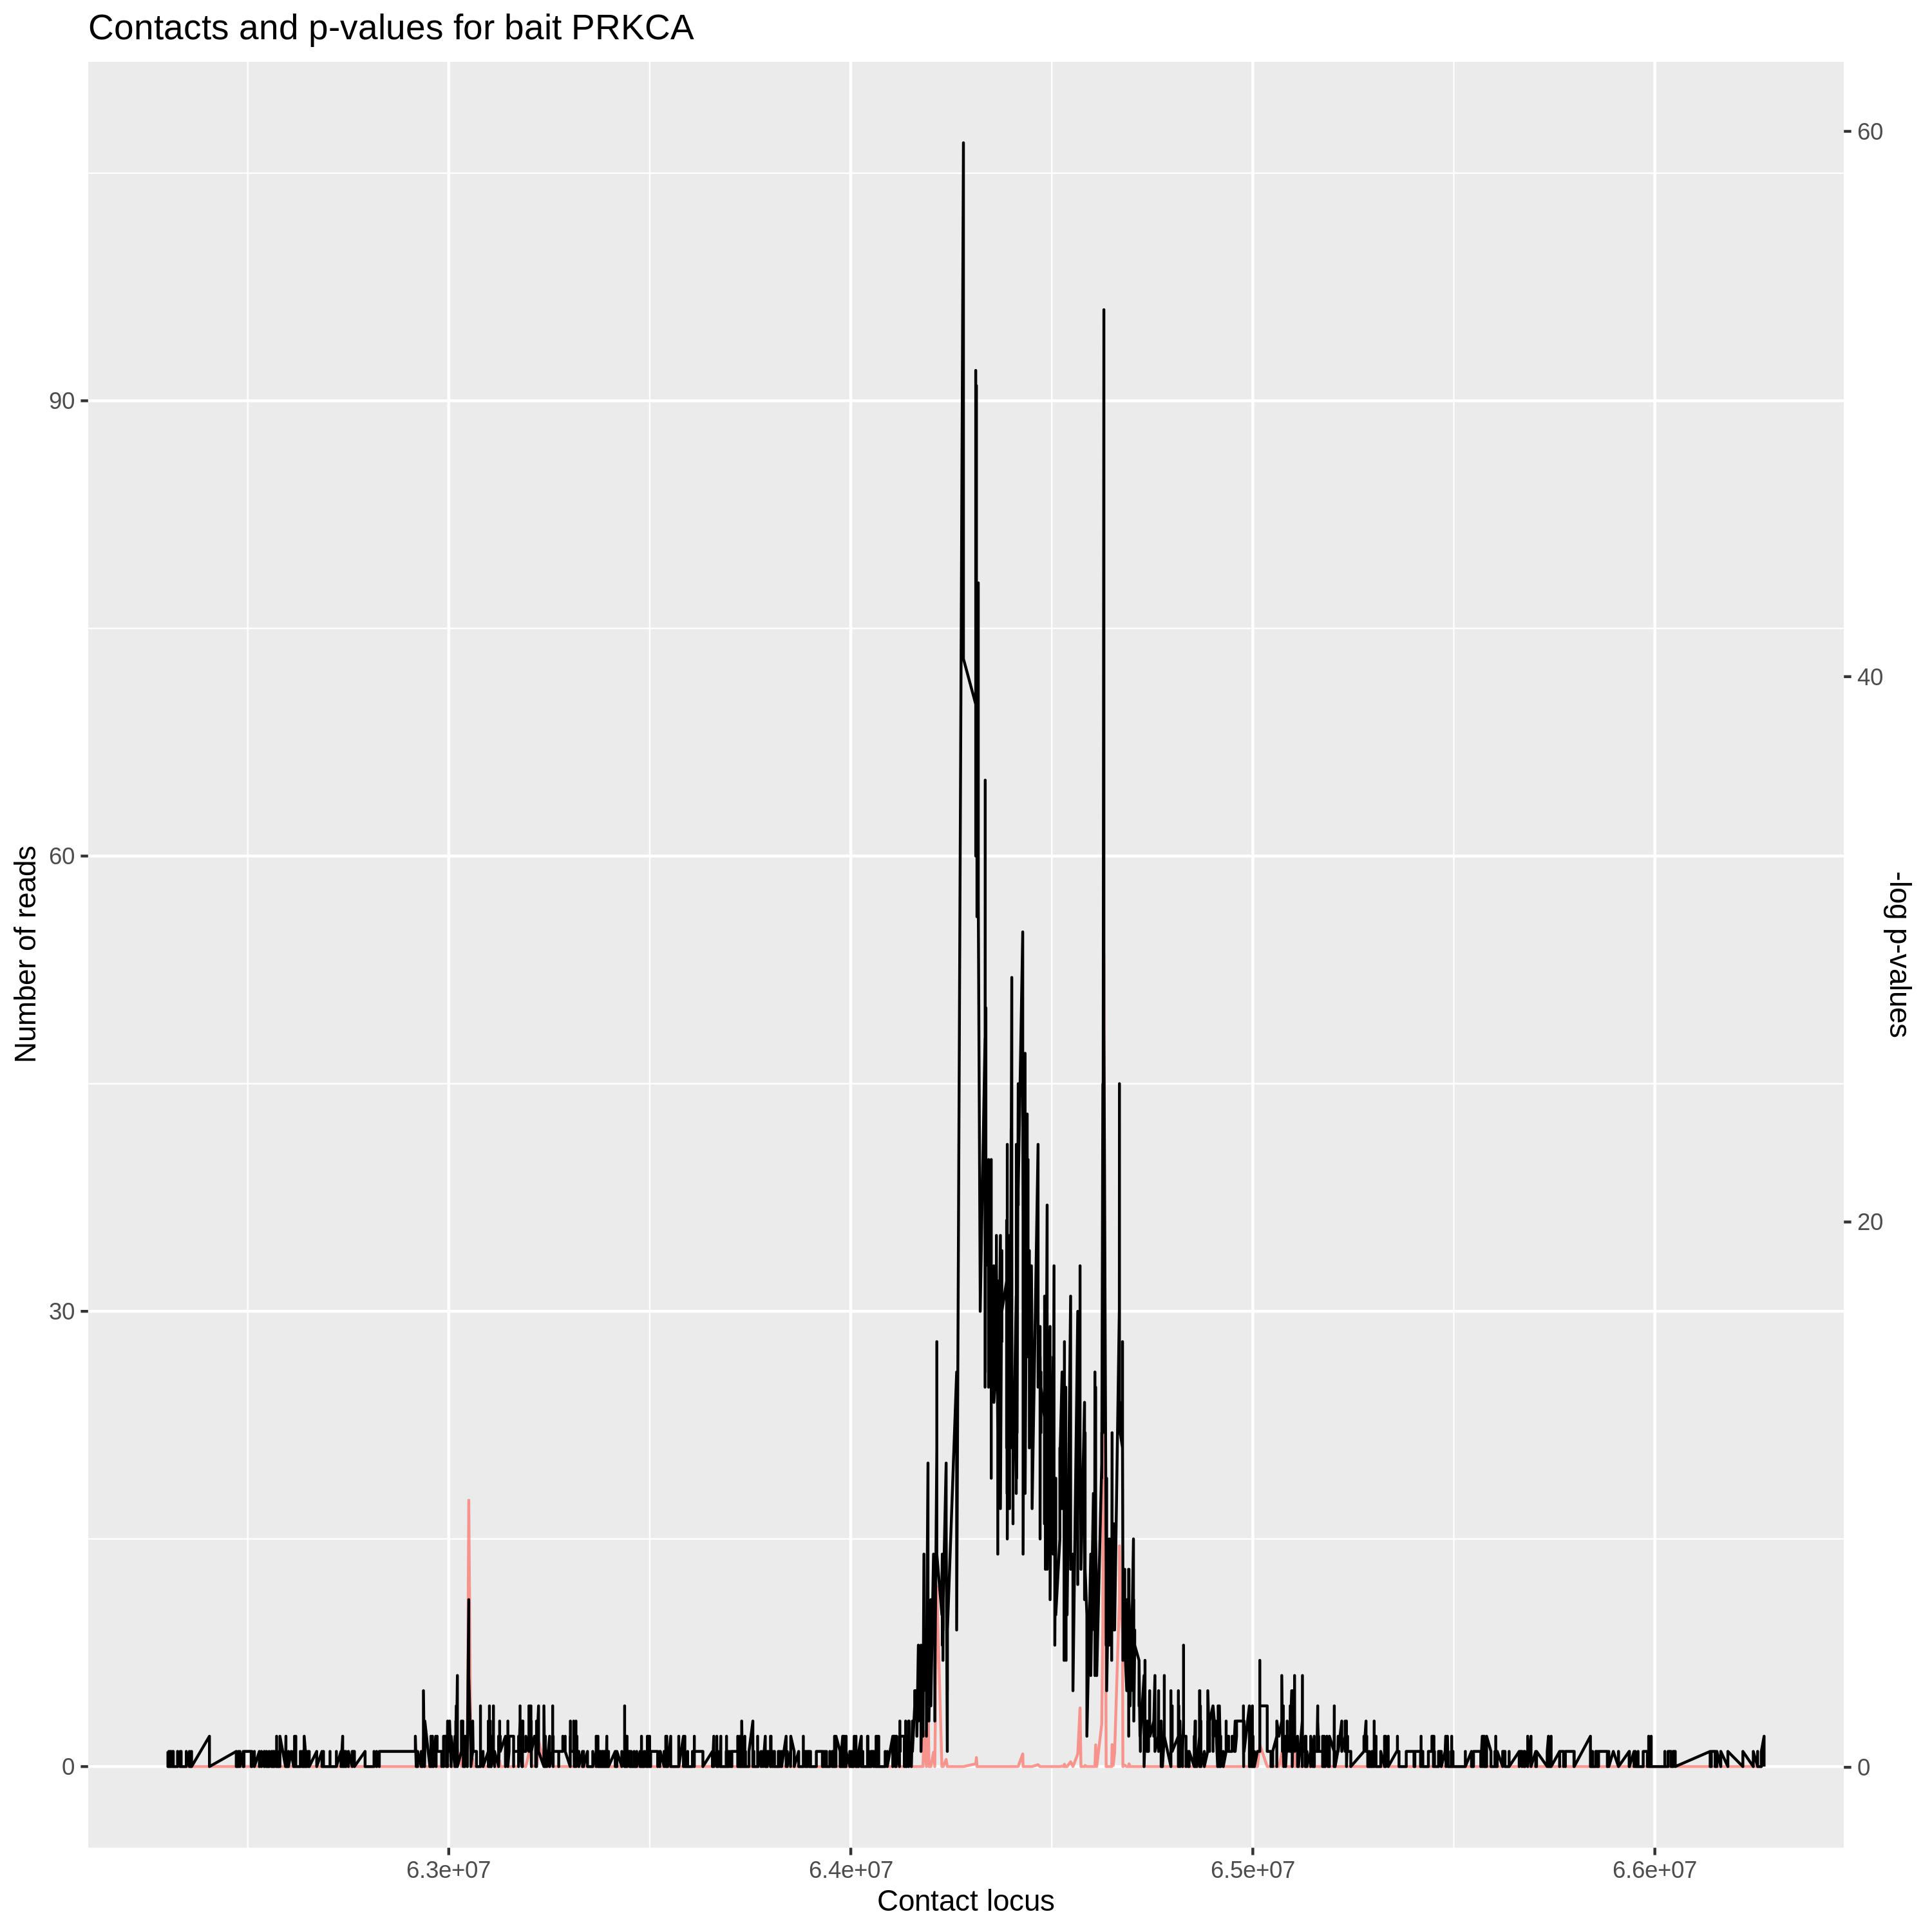 Contacts and p-values for bait PRKCA
60
90
40
60
20
30
0
0
Number of reads
-log p-values
6.3e+07
6.4e+07
6.5e+07
6.6e+07
Contact locus